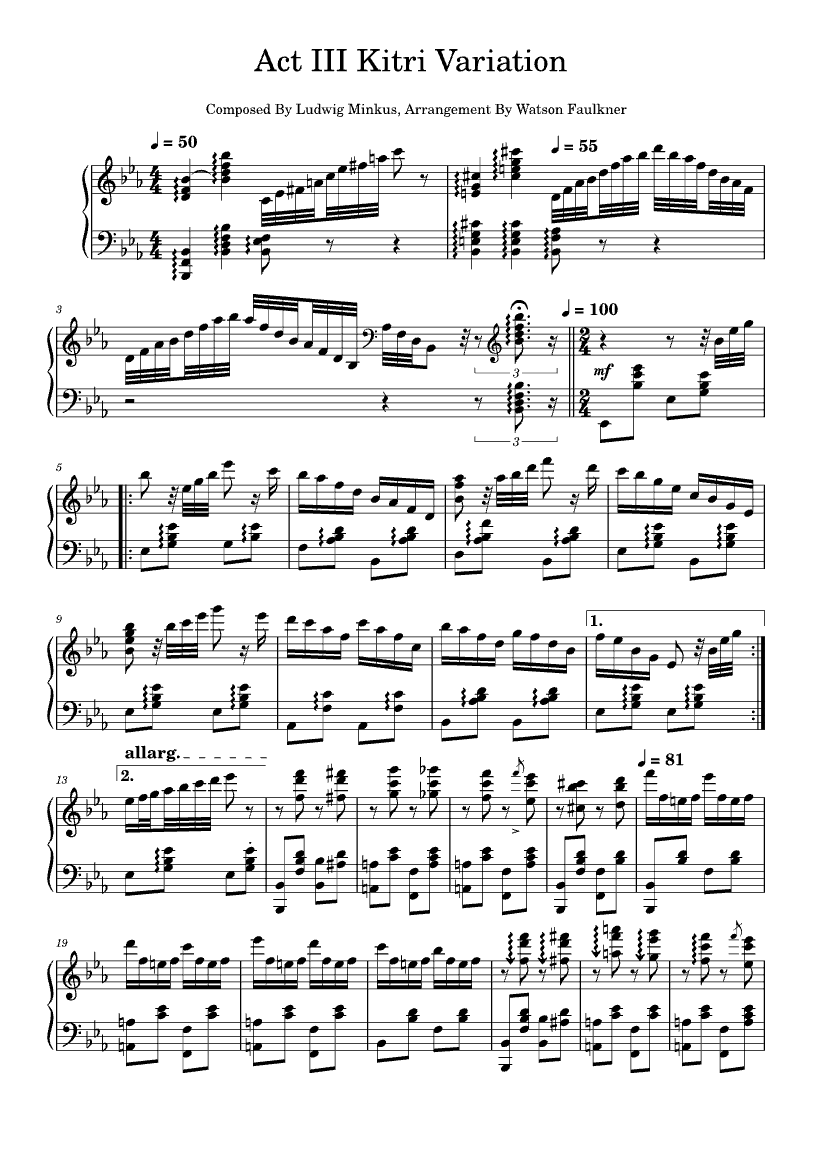 Act III Kitri Variation
Composed By Ludwig Minkus, Arrangement By Watson Faulkner
♩ = 50
♩ = 55
3
♩ = 100
mf
3
3
5
9
1.
allarg.
13
2.
♩ = 81
19